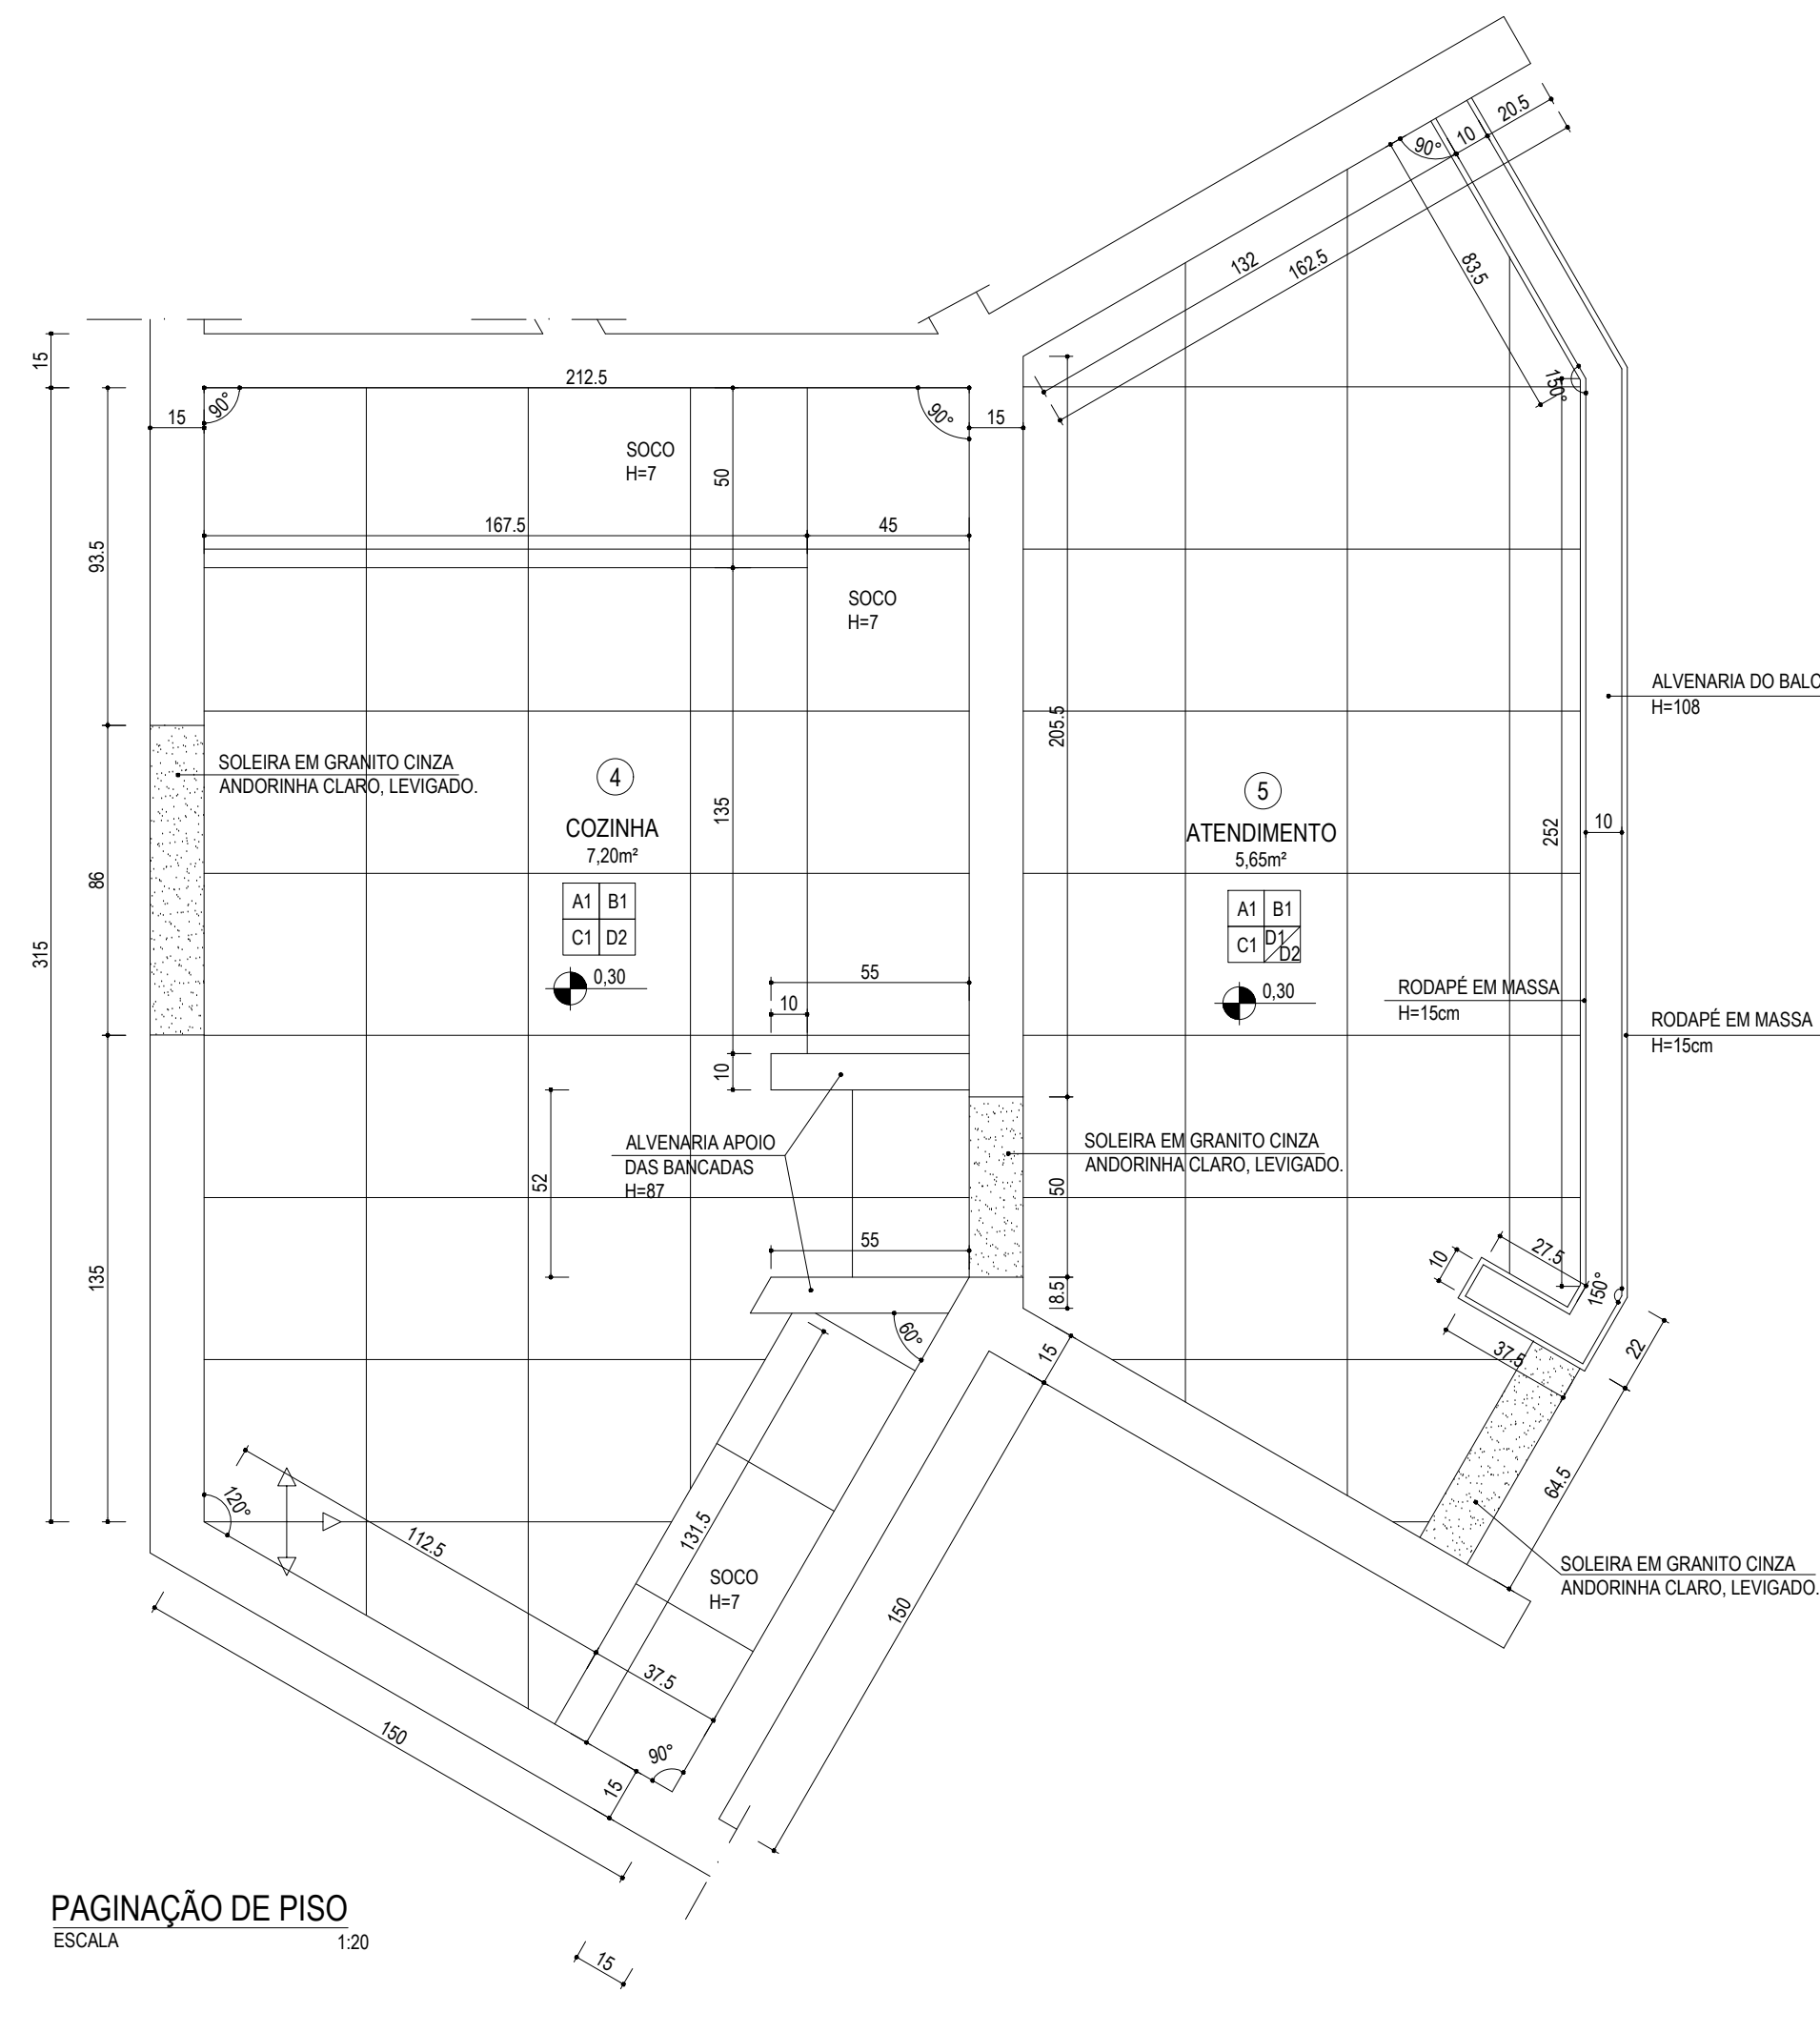 20.5
10
90°
132
162.5
83.5
15
212.5
150°
90°
90°
15
15
SOCO
H=7
50
167.5
45
93.5
SOCO
H=7
ALVENARIA DO BALC
H=108
205.5
SOLEIRA EM GRANITO CINZA
ANDORINHA CLARO, LEVIGADO.
4
5
COZINHA
7,20m²
ATENDIMENTO
5,65m²
135
252
10
86
A1 B1
C1 D2
A1 B1
C1 D1 D2
315
0,30
55
0,30
RODAPÉ EM MASSA
H=15cm
10
RODAPÉ EM MASSA
H=15cm
10
ALVENARIA APOIO
DAS BANCADAS
H=87
SOLEIRA EM GRANITO CINZA
ANDORINHA CLARO, LEVIGADO.
52
50
55
27.5
10
135
8.5
150°
60°
15
37.5
22
120°
112.5
131.5
64.5
SOCO
H=7
SOLEIRA EM GRANITO CINZA
ANDORINHA CLARO, LEVIGADO.
150
37.5
150
90°
15
PAGINAÇÃO DE PISO
ESCALA 1:20
15